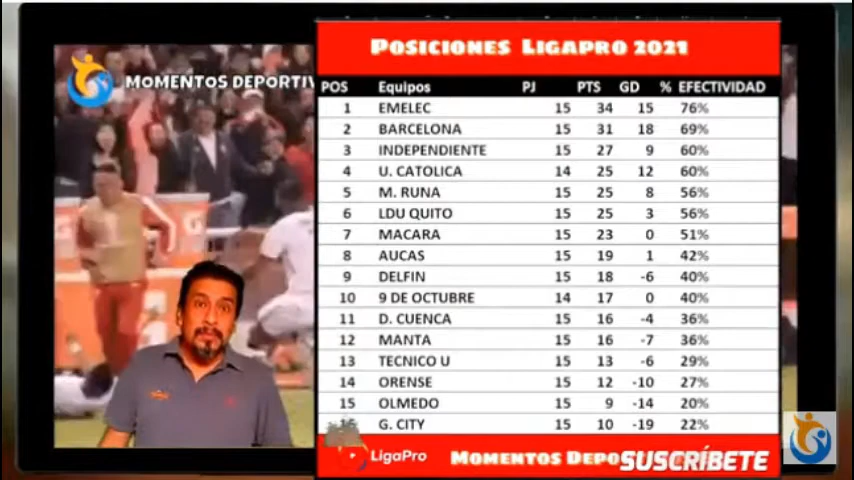 POSICIONES LIGAPRO 2021
MOMENTOS DEPORTIV
POS Equipos PJ PTS GD % EFECTIVIDAD
1 EMELEC 15 34 15 76%
2 BARCELONA 15 31 18 69%
3 INDEPENDIENTE 15 27 9 60%
4 U. CATOLICA 14 25 12 60%
5 M. RUNA 15 25 8 56%
6 LDU QUITO 15 25 3 56%
7 MACARA 15 23 0 51%
8 AUCAS 15 19 1 42%
9 DELFIN 15 18 -6 40%
10 9 DE OCTUBRE 14 17 0 40%
11 D. CUENCA 15 16 -4 36%
12 MANTA 15 16 -7 36%
13 TECNICO U 15 13 -6 29%
14 ORENSE 15 12 -10 27%
15 OLMEDO 15 9 -14 20%
16 G. CITY 15 10 -19 22%
LigaPro MOMENTOS DEPO SUSCRÍBETE